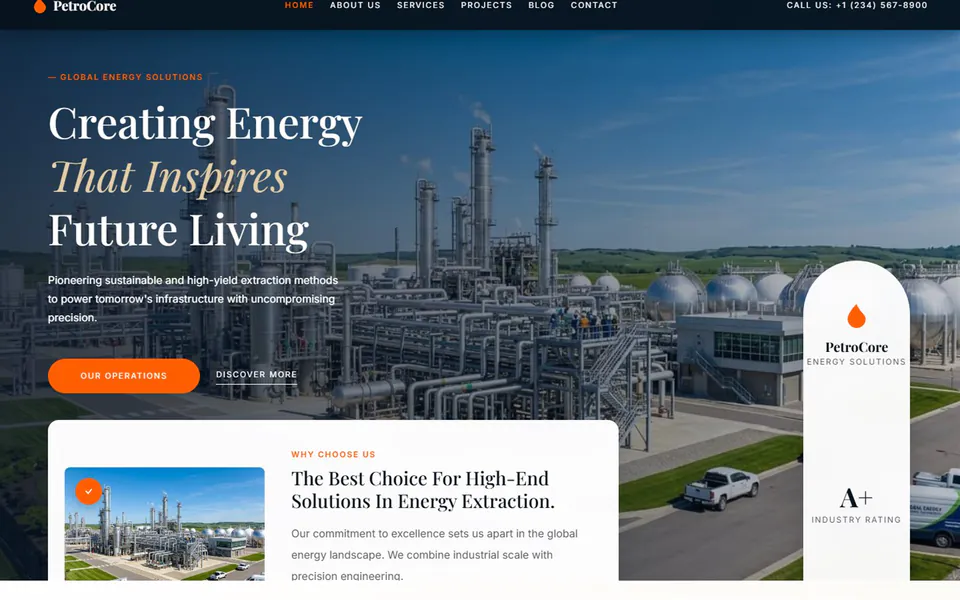 PetroCore
HOME ABOUT US SERVICES PROJECTS BLOG CONTACT
CALL US: +1 (234) 567-8900
— GLOBAL ENERGY SOLUTIONS
Creating Energy
That Inspires
Future Living
Pioneering sustainable and high-yield extraction methods
to power tomorrow's infrastructure with uncompromising
precision.
OUR OPERATIONS
DISCOVER MORE
PetroCore
ENERGY SOLUTIONS
A+
INDUSTRY RATING
WHY CHOOSE US
The Best Choice For High-End
Solutions In Energy Extraction.
Our commitment to excellence sets us apart in the global
energy landscape. We combine industrial scale with
precision engineering.